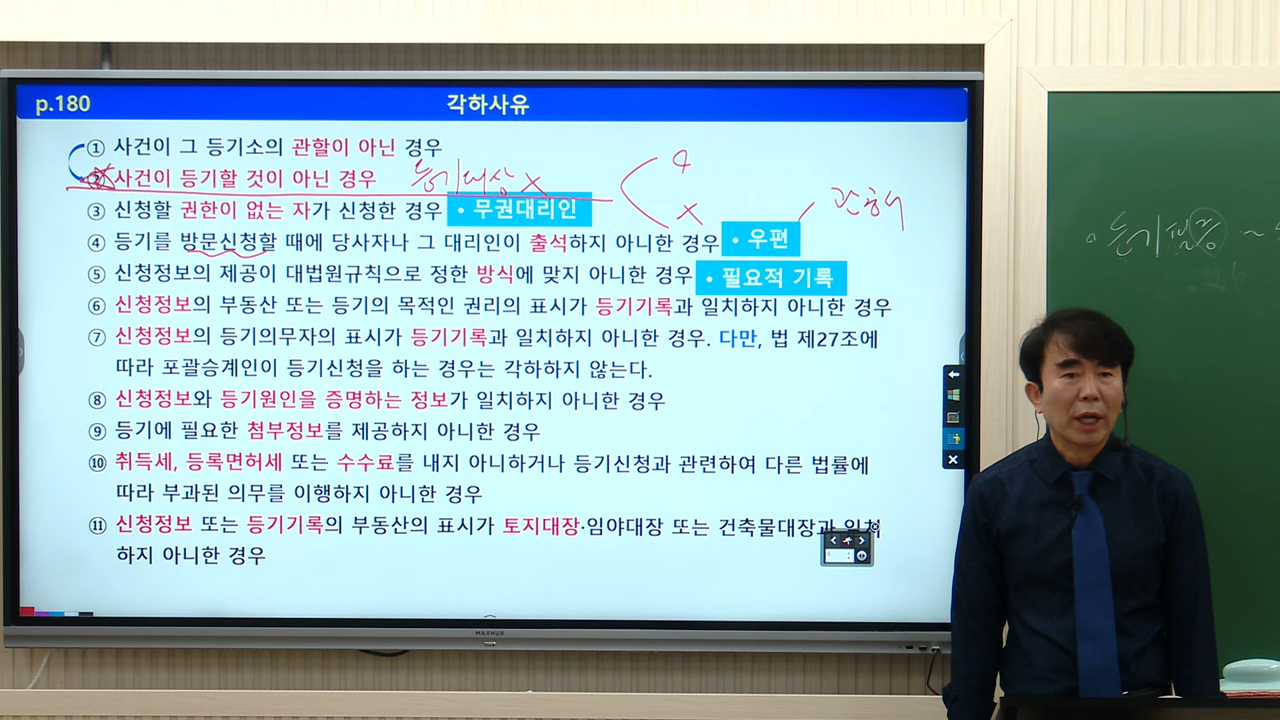 p.180
각하사유
① 사건이 그 등기소의 관할이 아닌 경우
② 사건이 등기할 것이 아닌 경우 등기대상 X
③ 신청할 권한이 없는 자가 신청한 경우 • 무권대리인
④ 등기를 방문신청할 때에 당사자나 그 대리인이 출석하지 아니한 경우 • 우편
⑤ 신청정보의 제공이 대법원규칙으로 정한 방식에 맞지 아니한 경우 • 필요적 기록
⑥ 신청정보의 부동산 또는 등기의 목적인 권리의 표시가 등기기록과 일치하지 아니한 경우
⑦ 신청정보의 등기의무자의 표시가 등기기록과 일치하지 아니한 경우. 다만, 법 제27조에
따라 포괄승계인이 등기신청을 하는 경우는 각하하지 않는다.
⑧ 신청정보와 등기원인을 증명하는 정보가 일치하지 아니한 경우
⑨ 등기에 필요한 첨부정보를 제공하지 아니한 경우
⑩ 취득세, 등록면허세 또는 수수료를 내지 아니하거나 등기신청과 관련하여 다른 법률에
따라 부과된 의무를 이행하지 아니한 경우
⑪ 신청정보 또는 등기기록의 부동산의 표시가 토지대장·임야대장 또는 건축물대장과 일치
하지 아니한 경우
MAXHUB